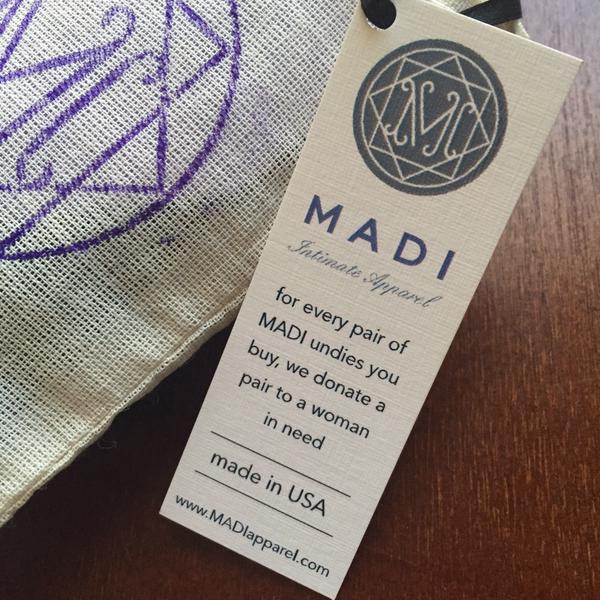 M
MADI
Intimate Apparel
for every pair of
MADI undies you
buy, we donate a
pair to a woman
in need
made in USA
www.MADIapparel.com